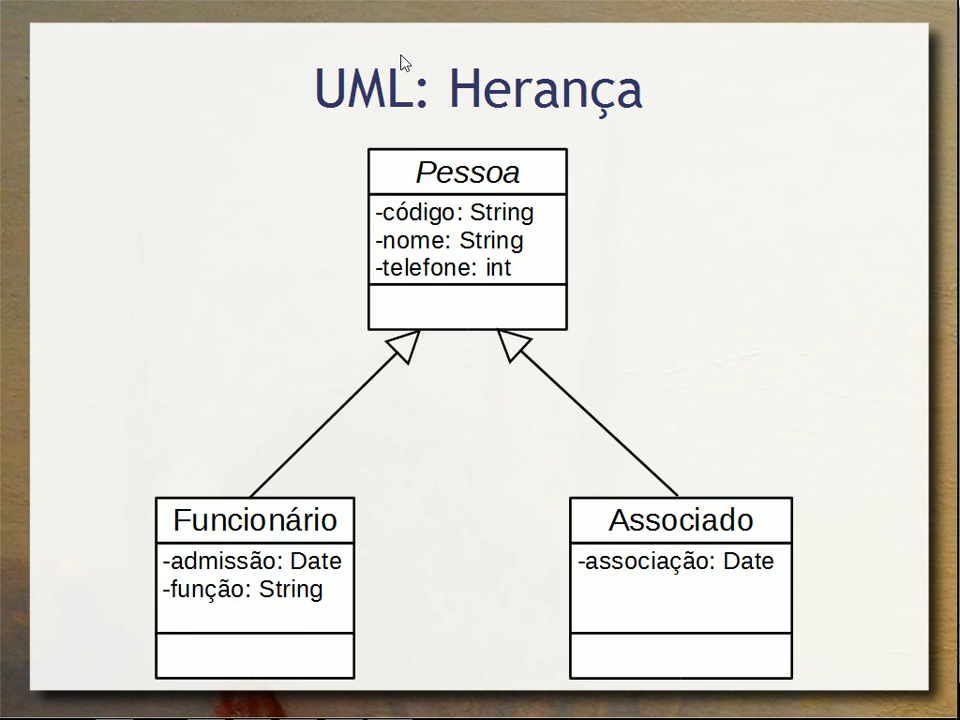 UML: Herança
Pessoa
-código: String
-nome: String
-telefone: int
Funcionário
-admissão: Date
-função: String
Associado
-associação: Date